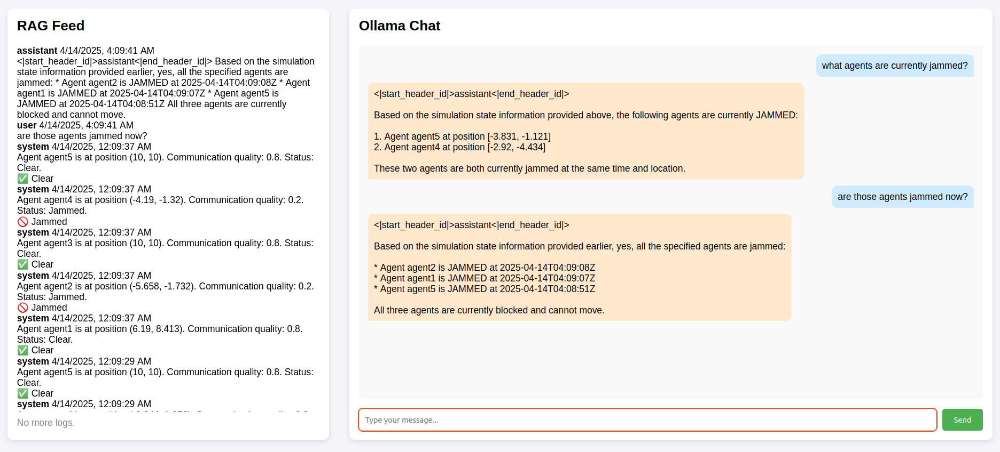 RAG Feed
assistant 4/14/2025, 4:09:41 AM
<|start_header_id|>assistant<|end_header_id|> Based on the simulation
state information provided earlier, yes, all the specified agents are
jammed: * Agent agent2 is JAMMED at 2025-04-14T04:09:08Z * Agent
agent1 is JAMMED at 2025-04-14T04:09:07Z * Agent agent5 is
JAMMED at 2025-04-14T04:08:51Z All three agents are currently
blocked and cannot move.
user 4/14/2025, 4:09:41 AM
are those agents jammed now?
system 4/14/2025, 12:09:37 AM
Agent agent5 is at position (10, 10). Communication quality: 0.8. Status:
Clear.
✅ Clear
system 4/14/2025, 12:09:37 AM
Agent agent4 is at position (-4.19, -1.32). Communication quality: 0.2.
Status: Jammed.
🚫 Jammed
system 4/14/2025, 12:09:37 AM
Agent agent3 is at position (10, 10). Communication quality: 0.8. Status:
Clear.
✅ Clear
system 4/14/2025, 12:09:37 AM
Agent agent2 is at position (-5.658, -1.732). Communication quality: 0.2.
Status: Jammed.
🚫 Jammed
system 4/14/2025, 12:09:37 AM
Agent agent1 is at position (6.19, 8.413). Communication quality: 0.8.
Status: Clear.
✅ Clear
system 4/14/2025, 12:09:29 AM
Agent agent5 is at position (10, 10). Communication quality: 0.8. Status:
Clear.
✅ Clear
system 4/14/2025, 12:09:29 AM
No more logs.
Ollama Chat
what agents are currently jammed?
<|start_header_id|>assistant<|end_header_id|>
Based on the simulation state information provided above, the following agents are currently JAMMED:
1. Agent agent5 at position [-3.831, -1.121]
2. Agent agent4 at position [-2.92, -4.434]
These two agents are both currently jammed at the same time and location.
are those agents jammed now?
<|start_header_id|>assistant<|end_header_id|>
Based on the simulation state information provided earlier, yes, all the specified agents are jammed:
* Agent agent2 is JAMMED at 2025-04-14T04:09:08Z
* Agent agent1 is JAMMED at 2025-04-14T04:09:07Z
* Agent agent5 is JAMMED at 2025-04-14T04:08:51Z
All three agents are currently blocked and cannot move.
Type your message...
Send